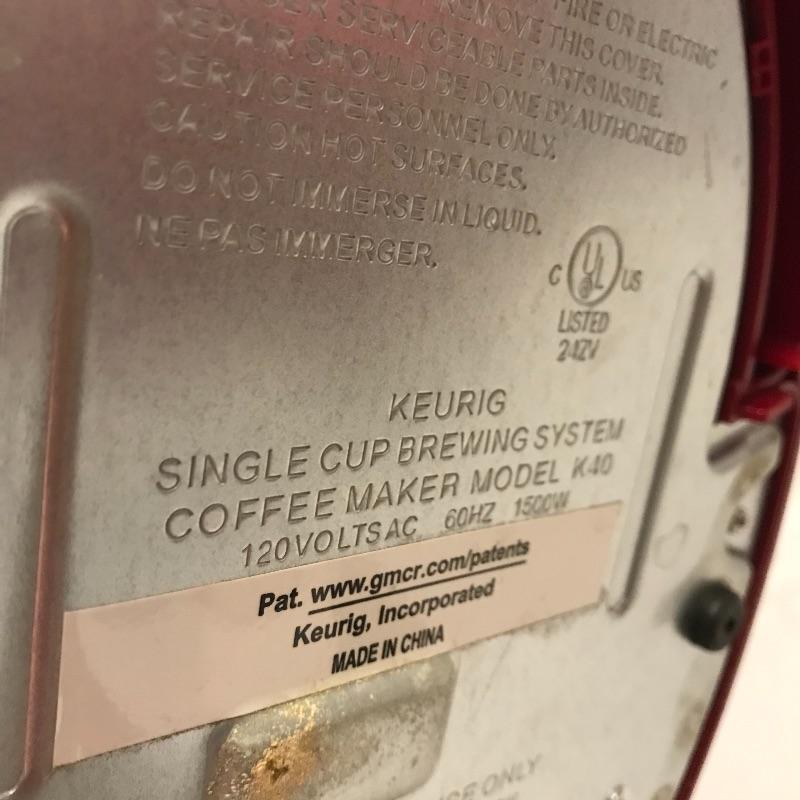 FIRE OR ELECTRIC
REMOVE THIS COVER.
SERVICEABLE PARTS INSIDE.
REPAIR SHOULD BE DONE BY AUTHORIZED
SERVICE PERSONNEL ONLY.
CAUTION HOT SURFACES.
DO NOT IMMERSE IN LIQUID.
NE PAS IMMERGER.
C UL US
LISTED
24ZV
KEURIG
SINGLE CUP BREWING SYSTEM
COFFEE MAKER MODEL K40
120VOLTS AC 60HZ 1500W
Pat. www.gmcr.com/patents
Keurig, Incorporated
MADE IN CHINA
ONLY